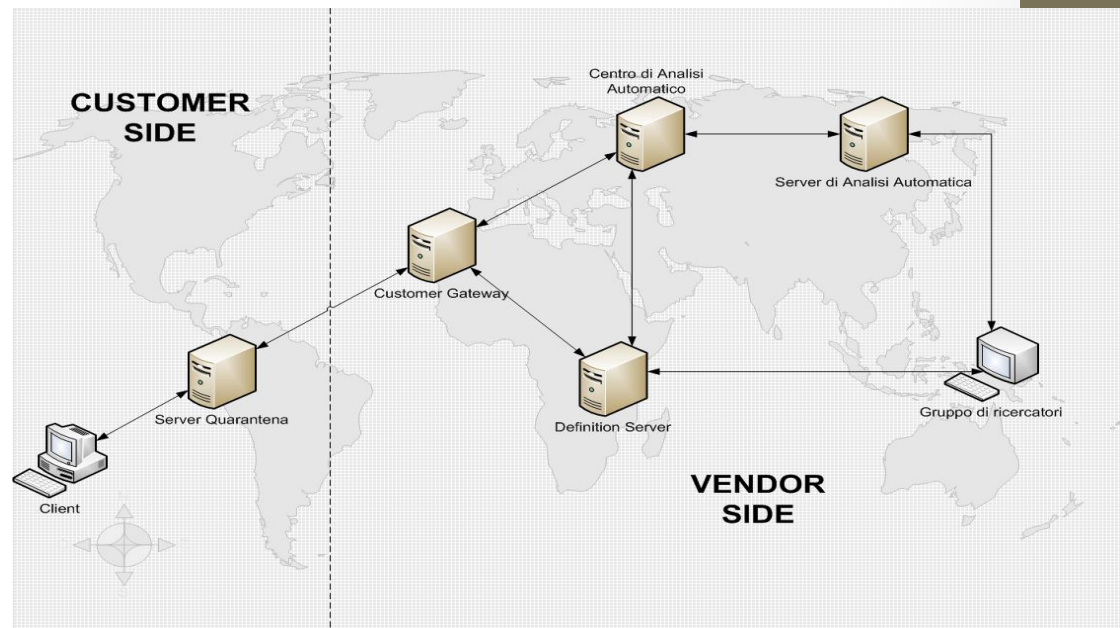 CUSTOMER
SIDE
Centro di Analisi
Automatico
Server di Analisi Automatica
Customer Gateway
Server Quarantena
Definition Server
Gruppo di ricercatori
Client
VENDOR
SIDE